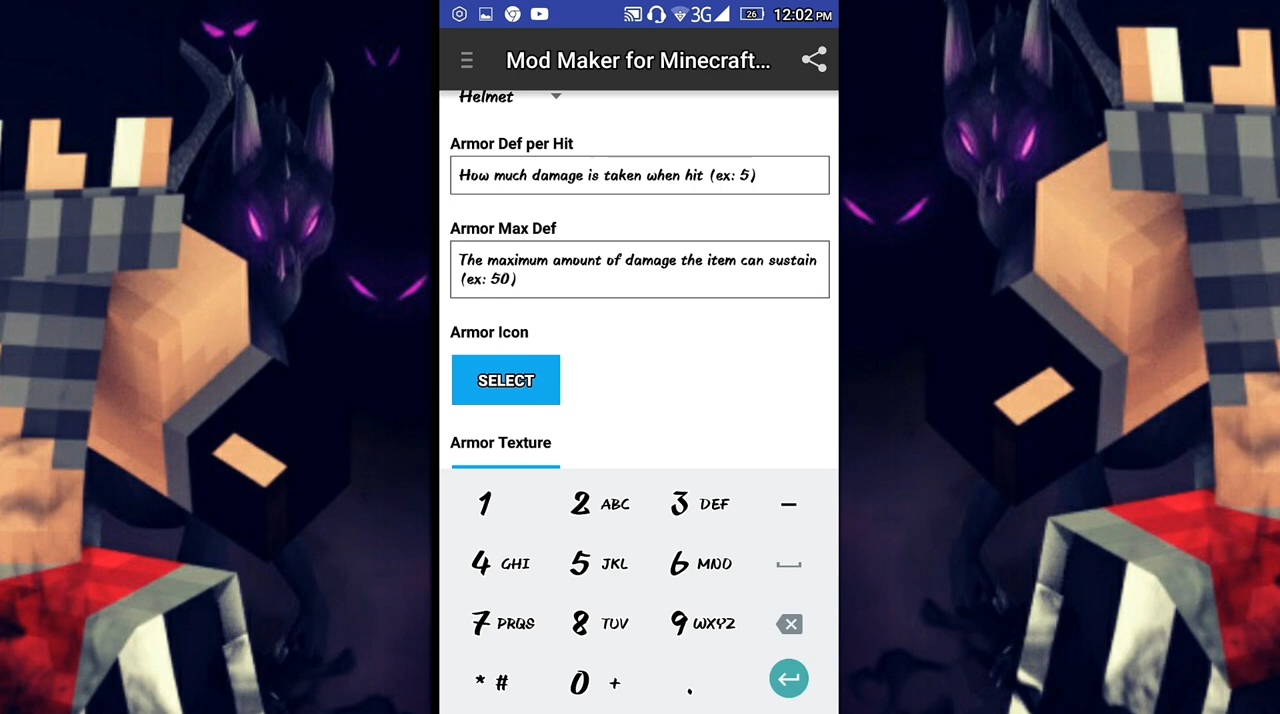 3G 26 12:02 PM
Mod Maker for Minecraft...
Helmet
Armor Def per Hit
How much damage is taken when hit (ex: 5)
Armor Max Def
The maximum amount of damage the item can sustain
(ex: 50)
Armor Icon
SELECT
Armor Texture
1 2 ABC 3 DEF -
4 GHI 5 JKL 6 MNO
7 PRQS 8 TUV 9 WXYZ
* # 0 + .